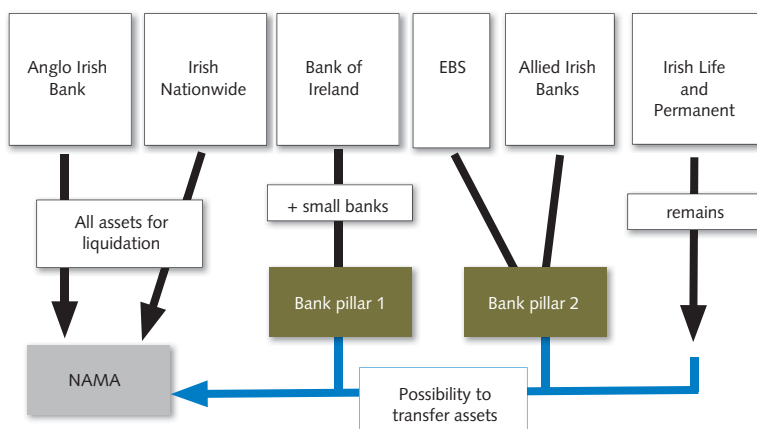 Anglo Irish
Bank
Irish
Nationwide
Bank of
Ireland
EBS
Allied Irish
Banks
Irish Life
and
Permanent
All assets for
liquidation
+ small banks
remains
Bank pillar 1
Bank pillar 2
NAMA
Possibility to
transfer assets